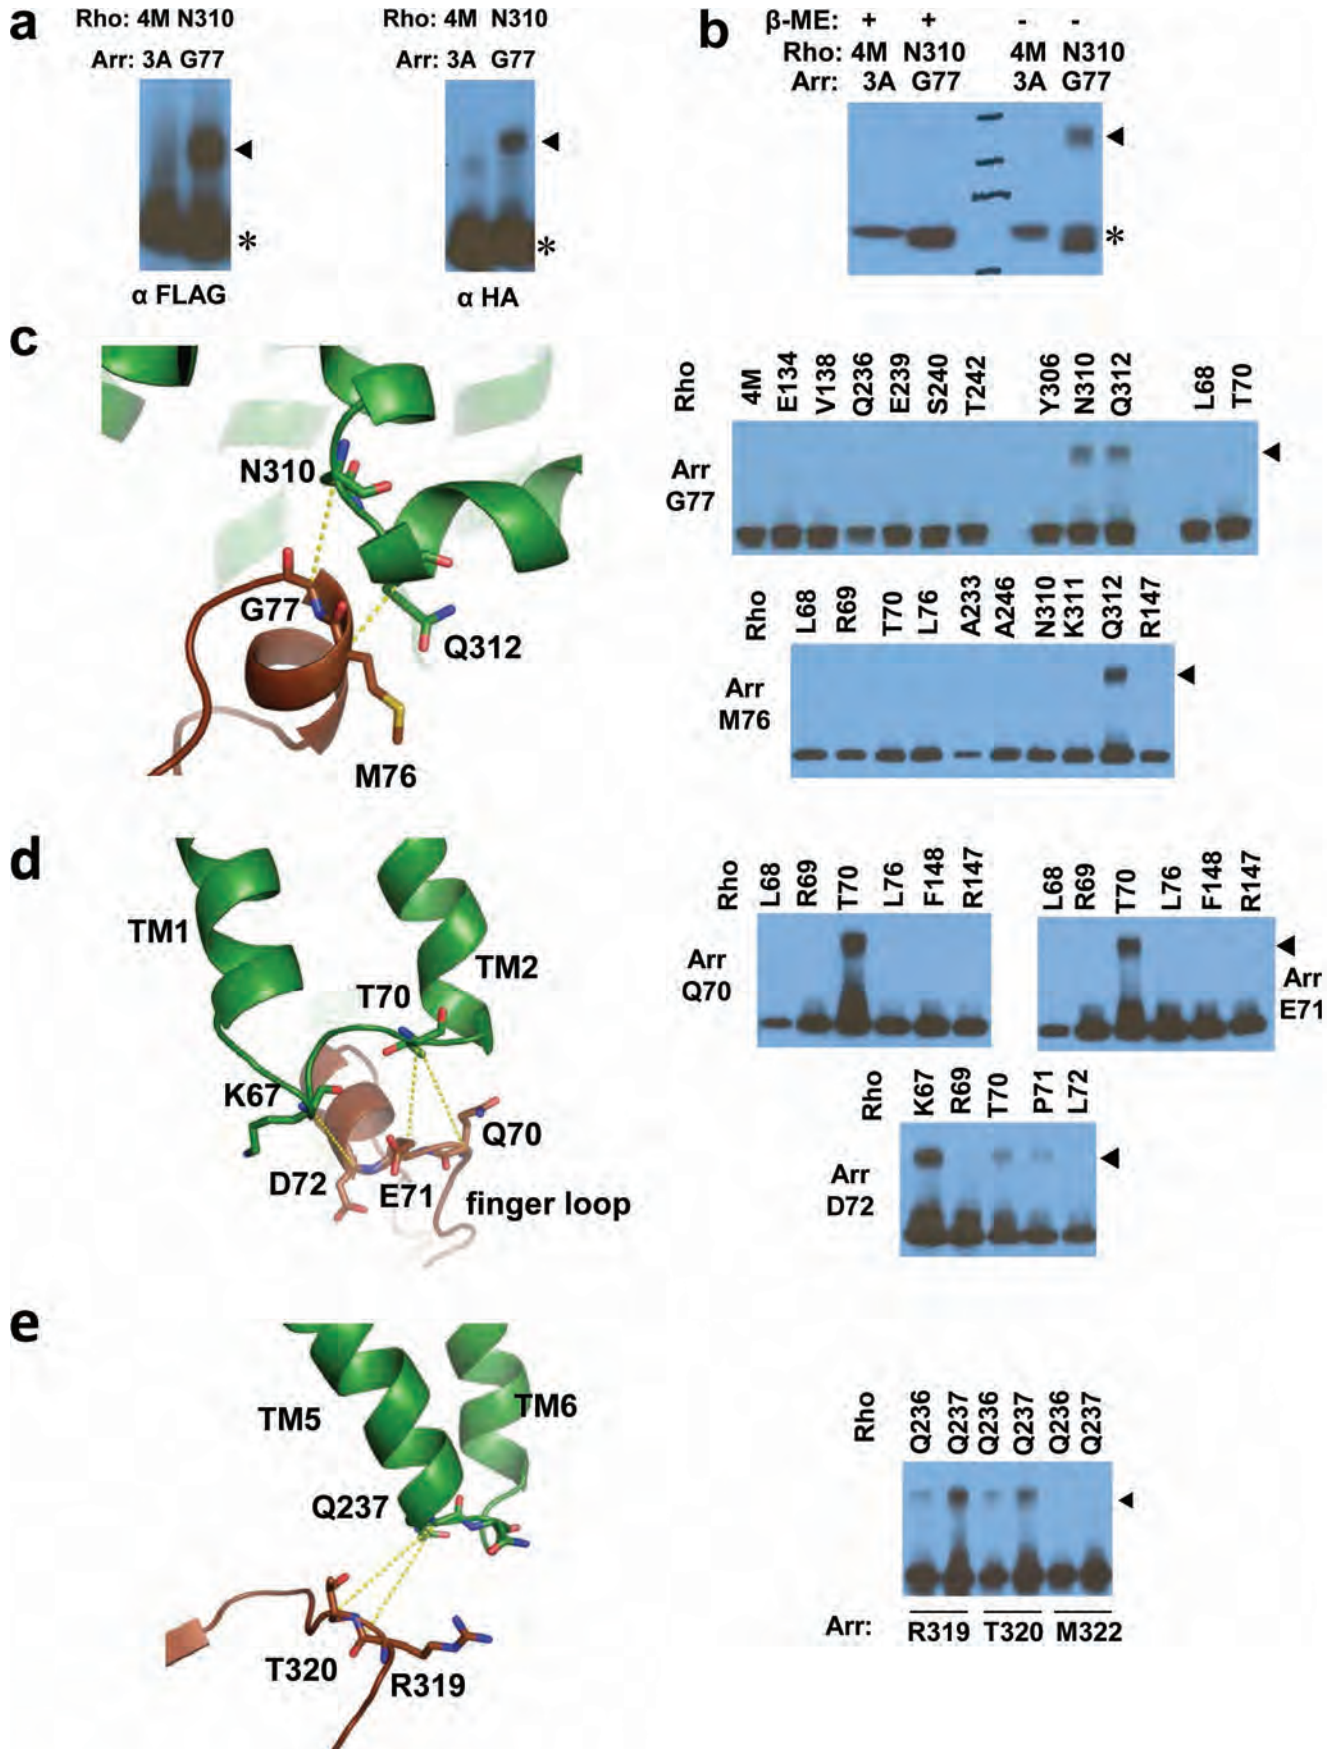 a
Rho: 4M N310
Arr: 3A G77
α FLAG
*
Rho: 4M N310
Arr: 3A G77
α HA
*
b
β-ME: + + - -
Rho: 4M N310 4M N310
Arr: 3A G77 3A G77
*
c
N310
G77
Q312
M76
Rho 4M E134 V138 Q236 E239 S240 T242 Y306 N310 Q312 L68 T70
Arr
G77
Rho L68 R69 T70 L76 A233 A246 N310 K311 Q312 R147
Arr
M76
d
TM1
TM2
T70
K67
Q70
D72
E71
finger loop
Rho L68 R69 T70 L76 F148 R147
Arr
Q70
L68 R69 T70 L76 F148 R147
Arr
E71
Rho K67 R69 T70 P71 L72
Arr
D72
e
TM5
TM6
Q237
T320
R319
Rho Q236 Q237 Q236 Q237 Q236 Q237
Arr: R319 T320 M322